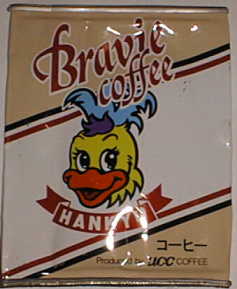 Bravie
coffee
HANKYU
コーヒー
Produced by UCC COFFEE